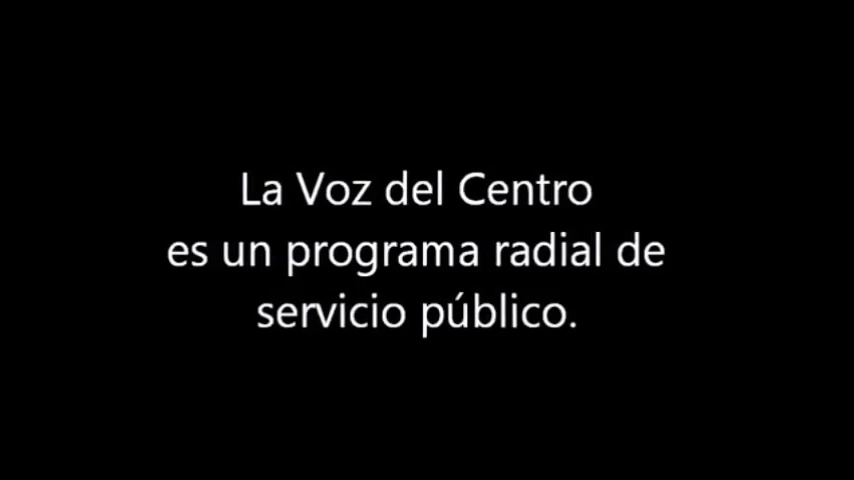 La Voz del Centro
es un programa radial de
servicio público.